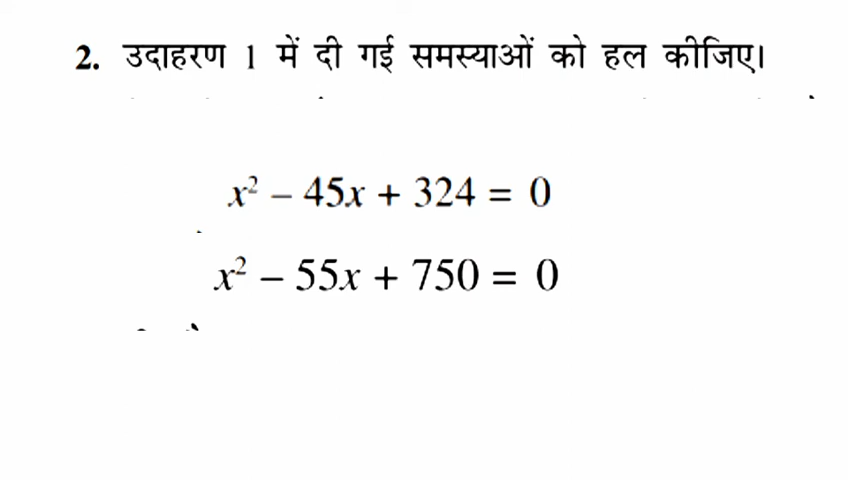 2. उदाहरण 1 में दी गई समस्याओं को हल कीजिए।
x² – 45x + 324 = 0
x² – 55x + 750 = 0